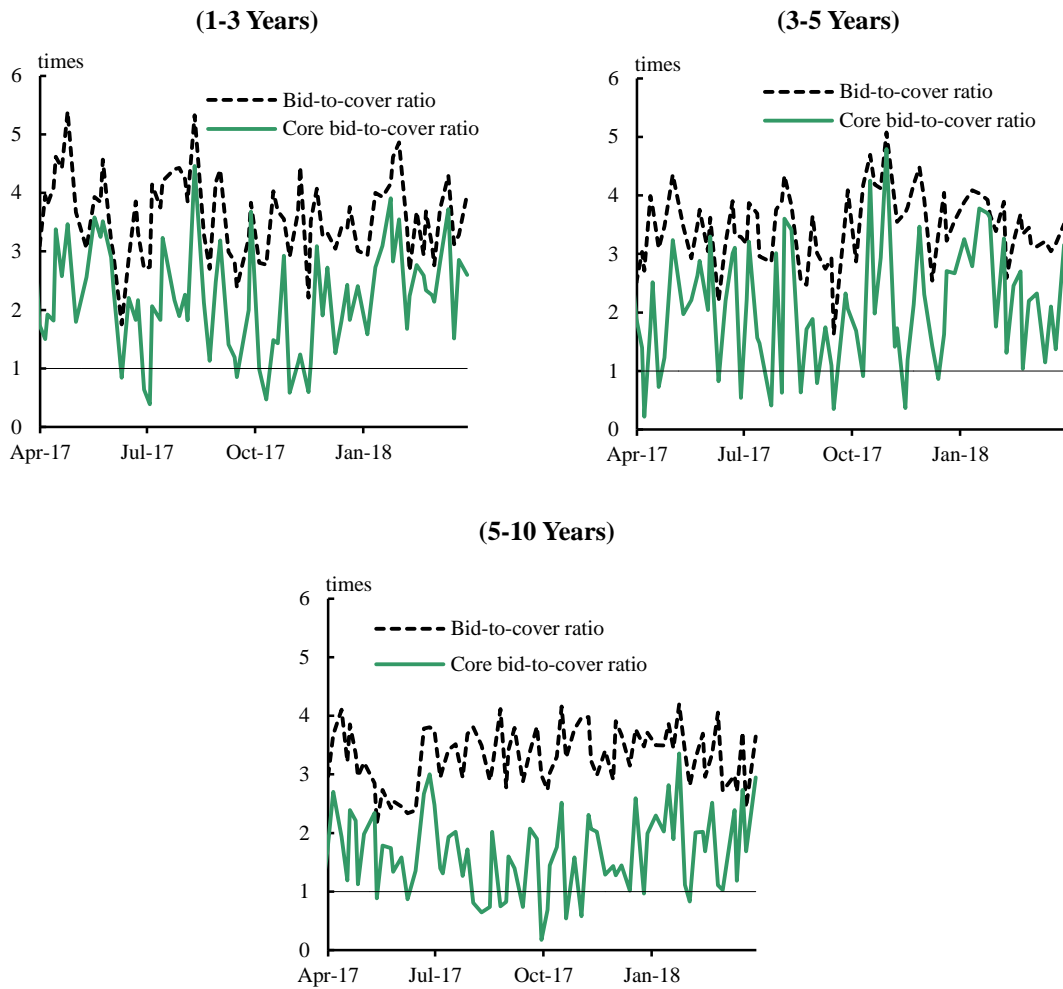 (1-3 Years)
times
6
5
4
3
2
1
0
Bid-to-cover ratio
Core bid-to-cover ratio
Apr-17 Jul-17 Oct-17 Jan-18
(3-5 Years)
times
6
5
4
3
2
1
0
Bid-to-cover ratio
Core bid-to-cover ratio
Apr-17 Jul-17 Oct-17 Jan-18
(5-10 Years)
times
6
5
4
3
2
1
0
Bid-to-cover ratio
Core bid-to-cover ratio
Apr-17 Jul-17 Oct-17 Jan-18